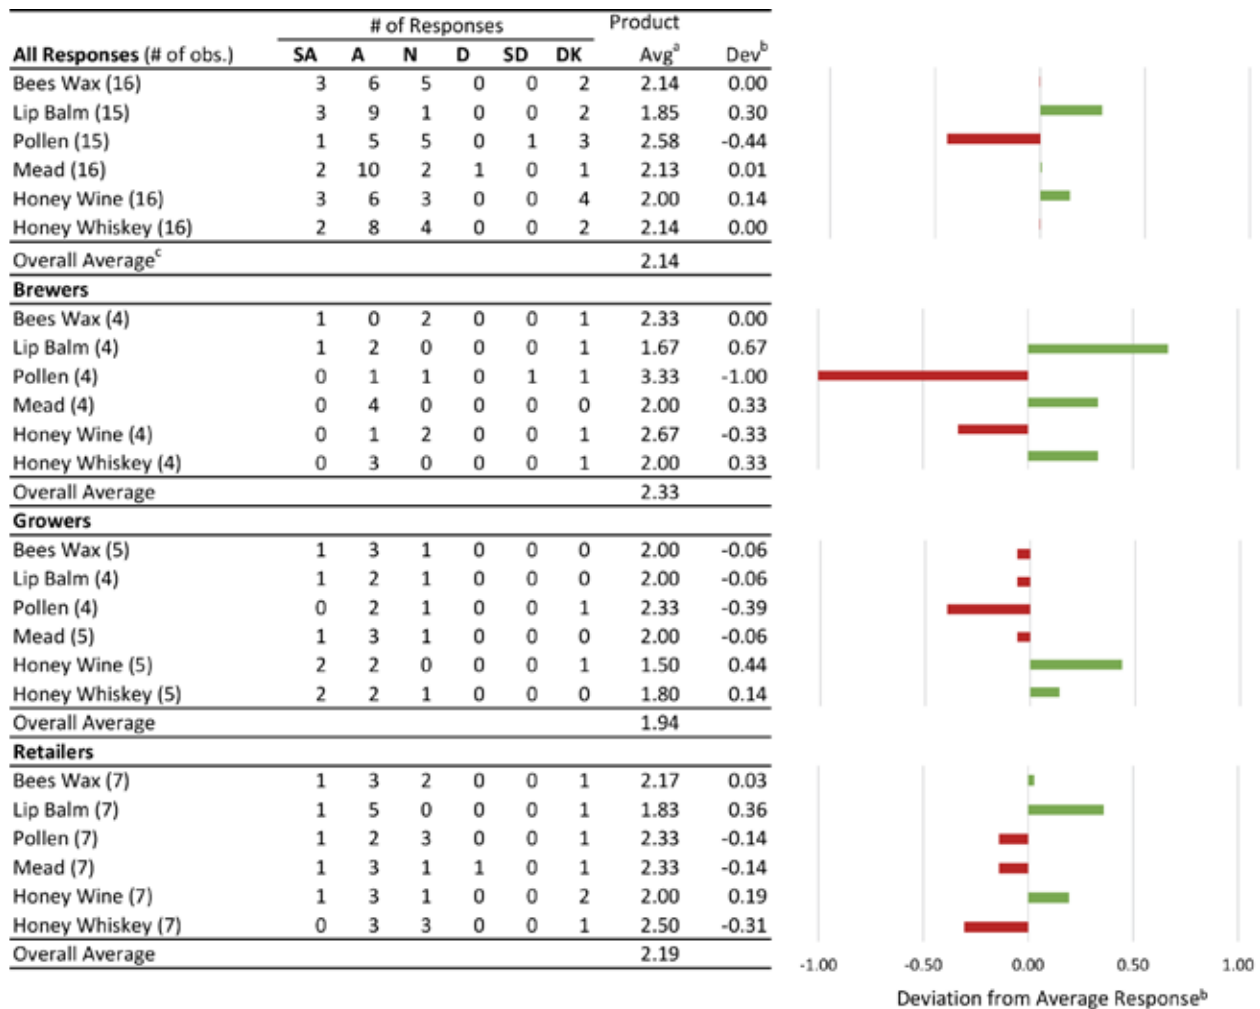 # of Responses Product
All Responses (# of obs.) SA A N D SD DK Avgᵃ Devᵇ
Bees Wax (16) 3 6 5 0 0 2 2.14 0.00
Lip Balm (15) 3 9 1 0 0 2 1.85 0.30
Pollen (15) 1 5 5 0 1 3 2.58 -0.44
Mead (16) 2 10 2 1 0 1 2.13 0.01
Honey Wine (16) 3 6 3 0 0 4 2.00 0.14
Honey Whiskey (16) 2 8 4 0 0 2 2.14 0.00
Overall Averageᶜ 2.14
Brewers
Bees Wax (4) 1 0 2 0 0 1 2.33 0.00
Lip Balm (4) 1 2 0 0 0 1 1.67 0.67
Pollen (4) 0 1 1 0 1 1 3.33 -1.00
Mead (4) 0 4 0 0 0 0 2.00 0.33
Honey Wine (4) 0 1 2 0 0 1 2.67 -0.33
Honey Whiskey (4) 0 3 0 0 0 1 2.00 0.33
Overall Average 2.33
Growers
Bees Wax (5) 1 3 1 0 0 0 2.00 -0.06
Lip Balm (4) 1 2 1 0 0 0 2.00 -0.06
Pollen (4) 0 2 1 0 0 1 2.33 -0.39
Mead (5) 1 3 1 0 0 0 2.00 -0.06
Honey Wine (5) 2 2 0 0 0 1 1.50 0.44
Honey Whiskey (5) 2 2 1 0 0 0 1.80 0.14
Overall Average 1.94
Retailers
Bees Wax (7) 1 3 2 0 0 1 2.17 0.03
Lip Balm (7) 1 5 0 0 0 1 1.83 0.36
Pollen (7) 1 2 3 0 0 1 2.33 -0.14
Mead (7) 1 3 1 1 0 1 2.33 -0.14
Honey Wine (7) 1 3 1 0 0 2 2.00 0.19
Honey Whiskey (7) 0 3 3 0 0 1 2.50 -0.31
Overall Average 2.19
-1.00 -0.50 0.00 0.50 1.00
Deviation from Average Responseᵇ